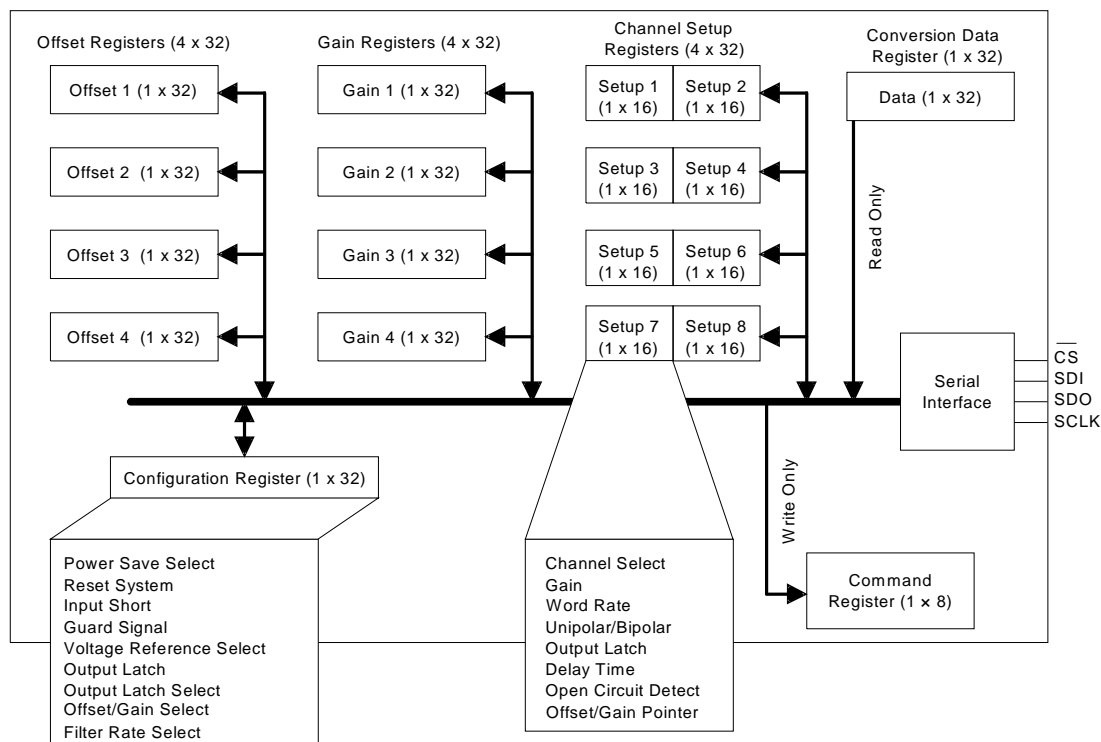 Offset Registers (4 x 32)
Offset 1 (1 x 32)
Offset 2 (1 x 32)
Offset 3 (1 x 32)
Offset 4 (1 x 32)
Gain Registers (4 x 32)
Gain 1 (1 x 32)
Gain 2 (1 x 32)
Gain 3 (1 x 32)
Gain 4 (1 x 32)
Channel Setup
Registers (4 x 32)
Setup 1
(1 x 16)
Setup 2
(1 x 16)
Setup 3
(1 x 16)
Setup 4
(1 x 16)
Setup 5
(1 x 16)
Setup 6
(1 x 16)
Setup 7
(1 x 16)
Setup 8
(1 x 16)
Conversion Data
Register (1 x 32)
Data (1 x 32)
Read Only
Serial
Interface
CS
SDI
SDO
SCLK
Configuration Register (1 x 32)
Power Save Select
Reset System
Input Short
Guard Signal
Voltage Reference Select
Output Latch
Output Latch Select
Offset/Gain Select
Filter Rate Select
Channel Select
Gain
Word Rate
Unipolar/Bipolar
Output Latch
Delay Time
Open Circuit Detect
Offset/Gain Pointer
Write Only
Command
Register (1 × 8)